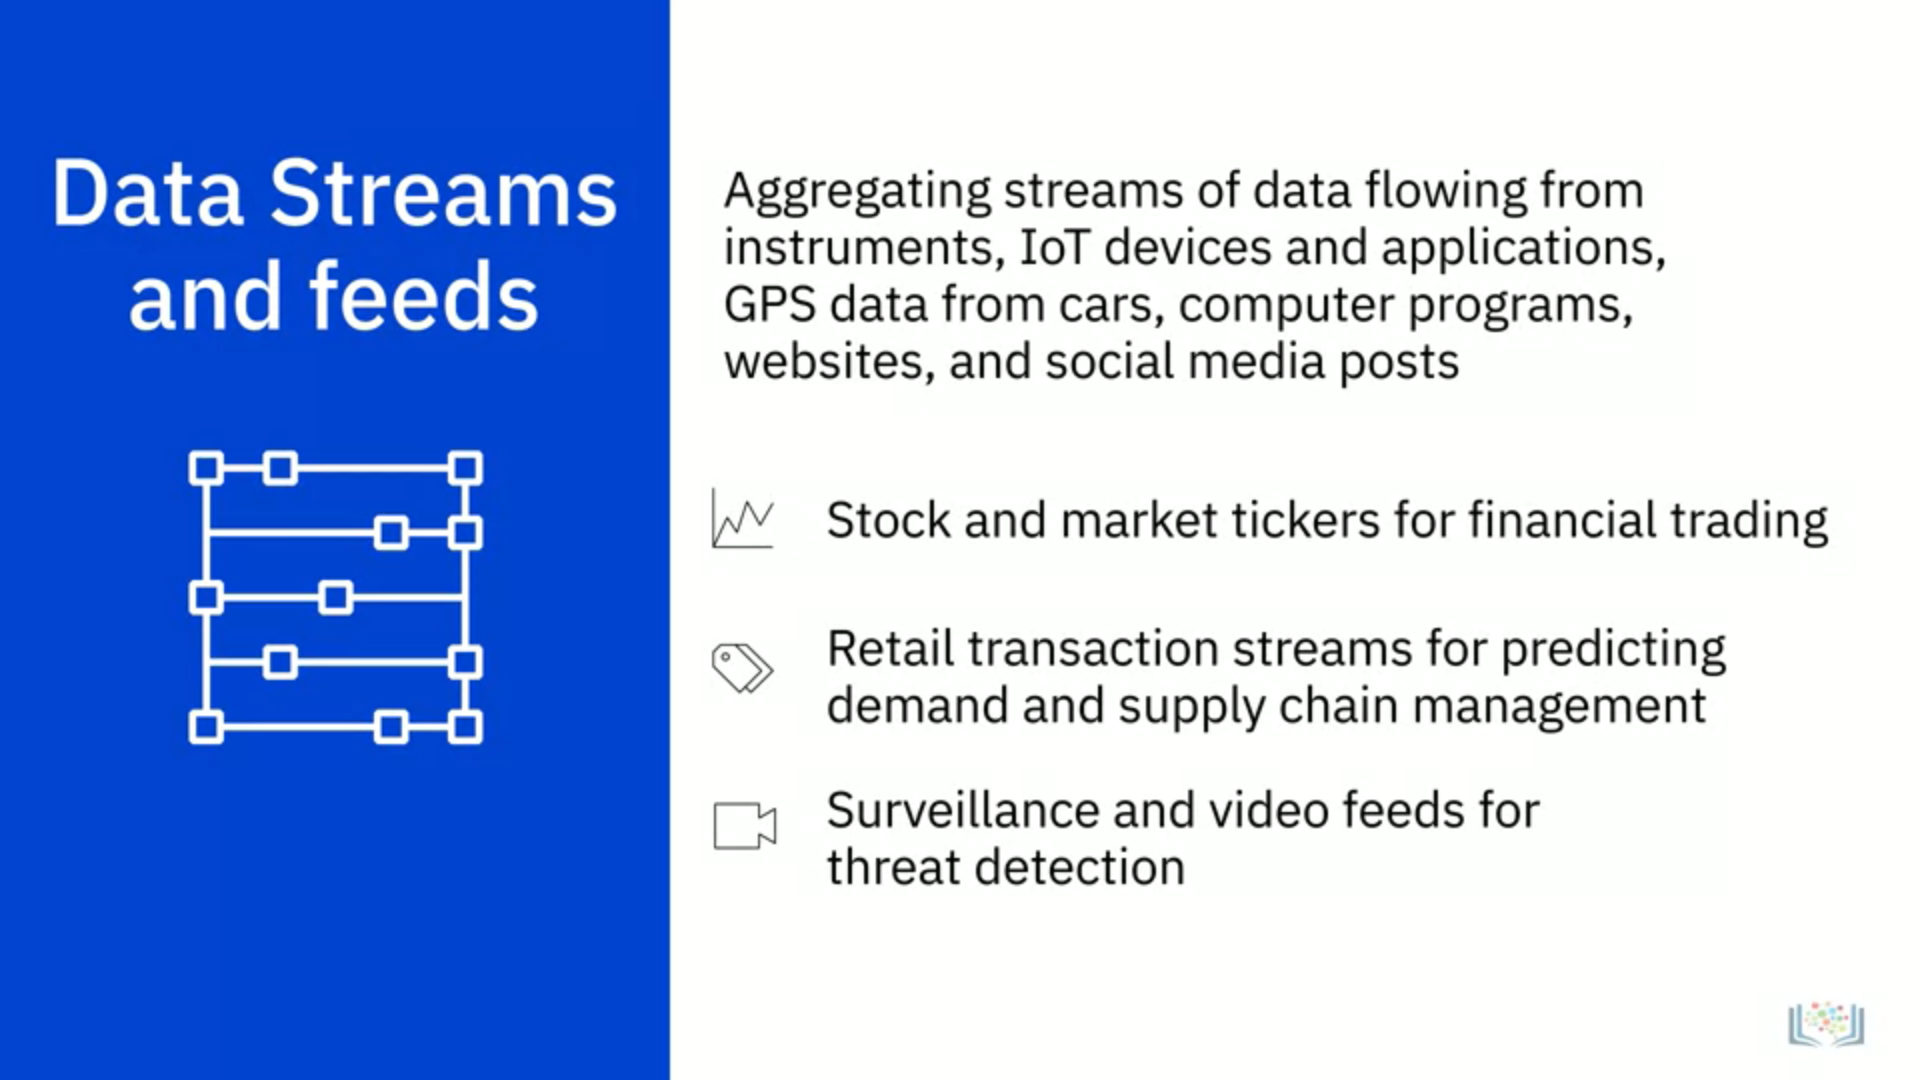 Data Streams
and feeds
Aggregating streams of data flowing from
instruments, IoT devices and applications,
GPS data from cars, computer programs,
websites, and social media posts
Stock and market tickers for financial trading
Retail transaction streams for predicting
demand and supply chain management
Surveillance and video feeds for
threat detection